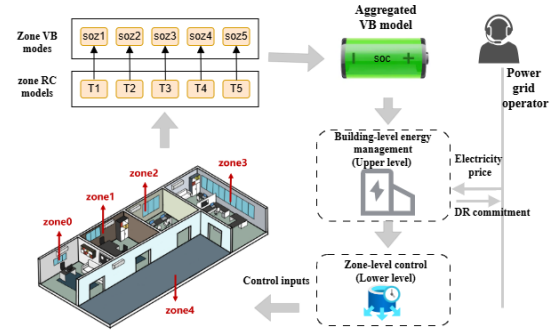 Zone VB
modes
soz1 soz2 soz3 soz4 soz5
zone RC
models
T1 T2 T3 T4 T5
Aggregated
VB model
soc
Power
grid
operator
Building-level energy
management
(Upper level)
Electricity
price
DR commitment
Zone-level control
(Lower level)
Control inputs
zone0
zone1
zone2
zone3
zone4